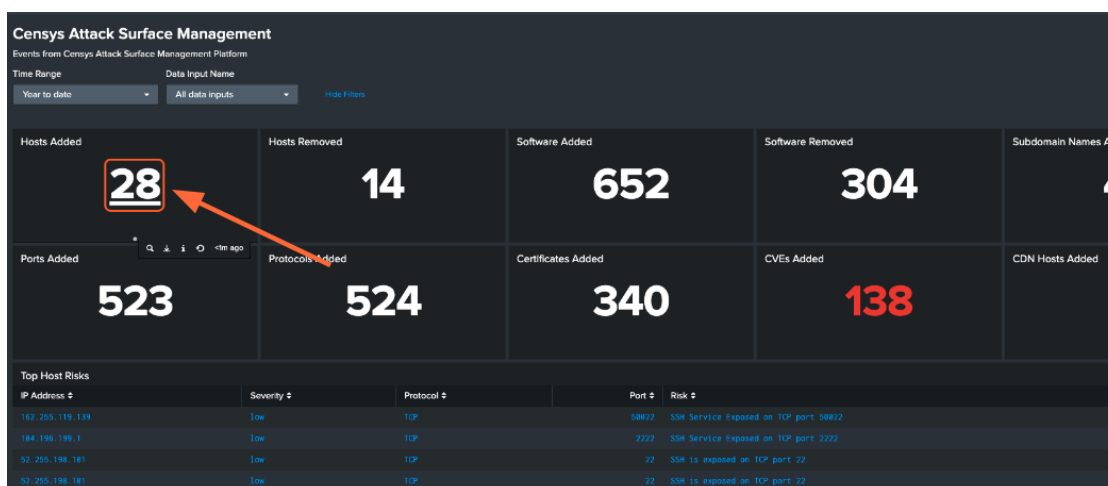 Censys Attack Surface Management
Events from Censys Attack Surface Management Platform
Time Range Data Input Name
Year to date All data inputs Hide Filters
Hosts Added Hosts Removed Software Added Software Removed Subdomain Names A
28 14 652 304
<1m ago
Ports Added Protocols Added Certificates Added CVEs Added CDN Hosts Added
523 524 340 138
Top Host Risks
IP Address Severity Protocol Port Risk
162.255.119.139 low TCP 50022 SSH Service Exposed on TCP port 50022
104.196.199.1 low TCP 2222 SSH Service Exposed on TCP port 2222
52.255.198.101 low TCP 22 SSH is exposed on TCP port 22
52.255.198.101 low TCP 22 SSH is exposed on TCP port 22